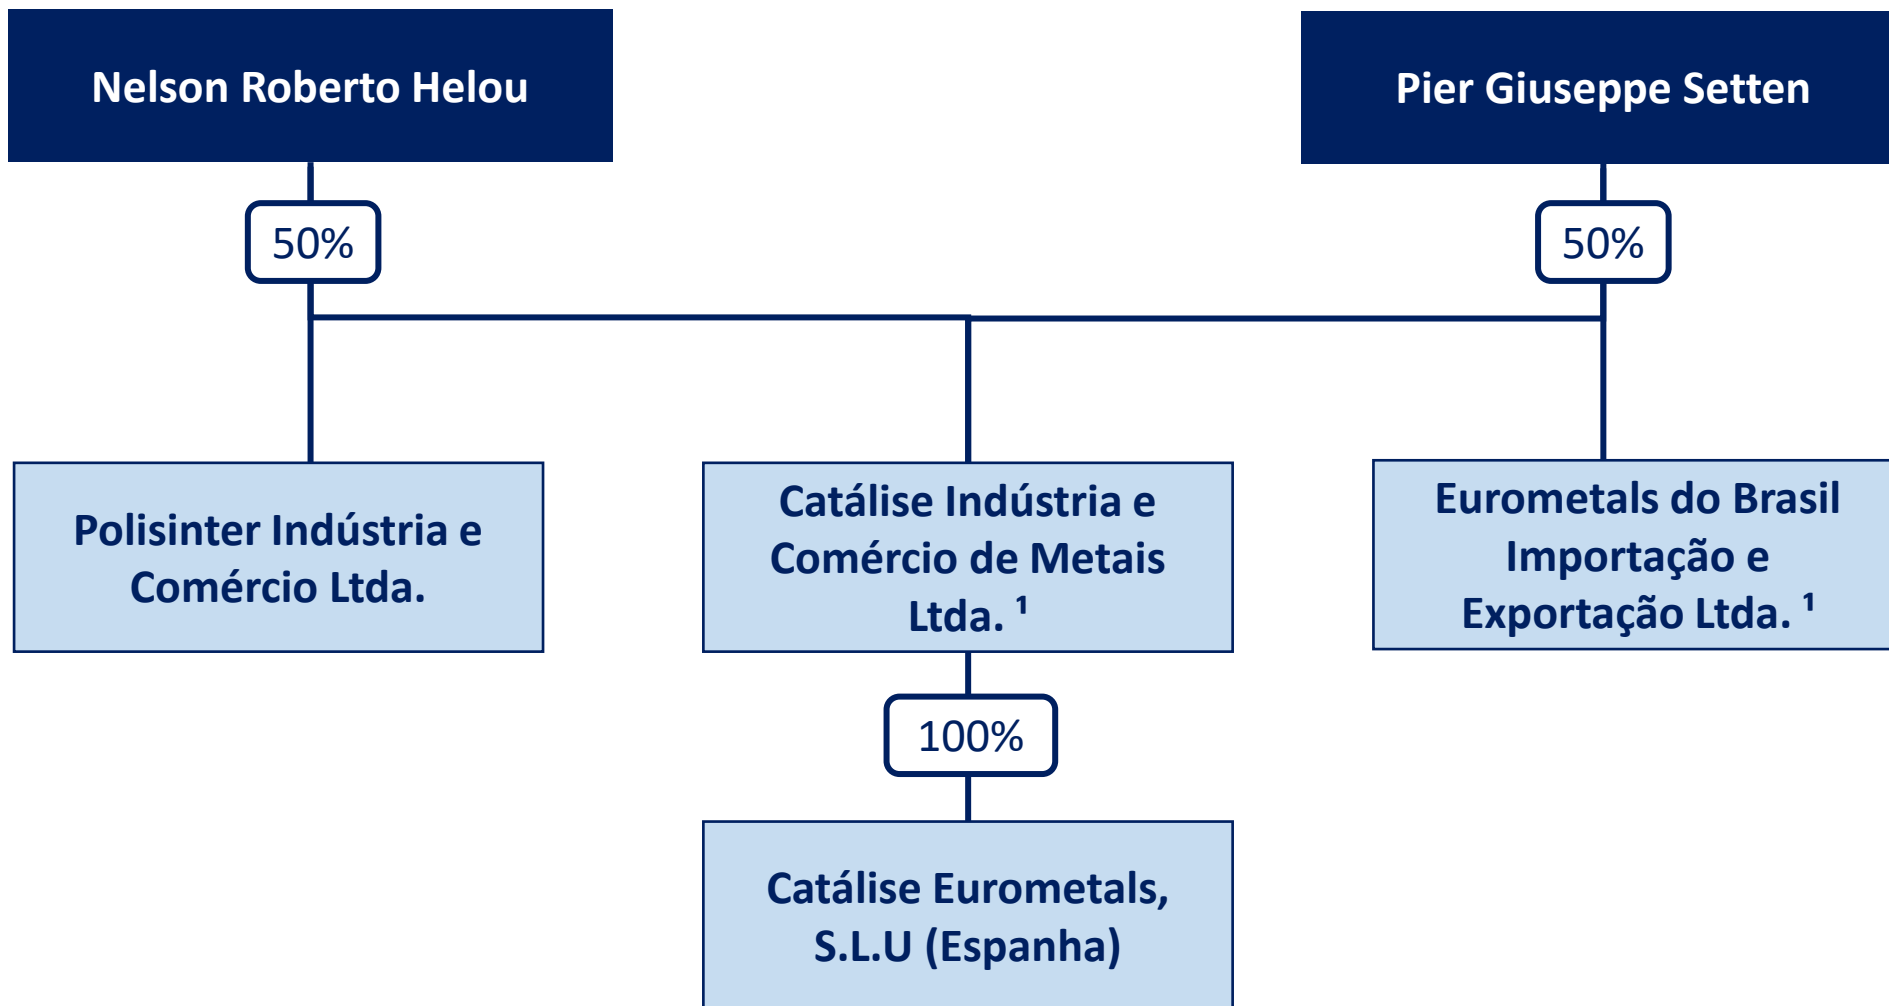 Nelson Roberto Helou
Pier Giuseppe Setten
50%
50%
Polisinter Indústria e
Comércio Ltda.
Catálise Indústria e
Comércio de Metais
Ltda. ¹
Eurometals do Brasil
Importação e
Exportação Ltda. ¹
100%
Catálise Eurometals,
S.L.U (Espanha)